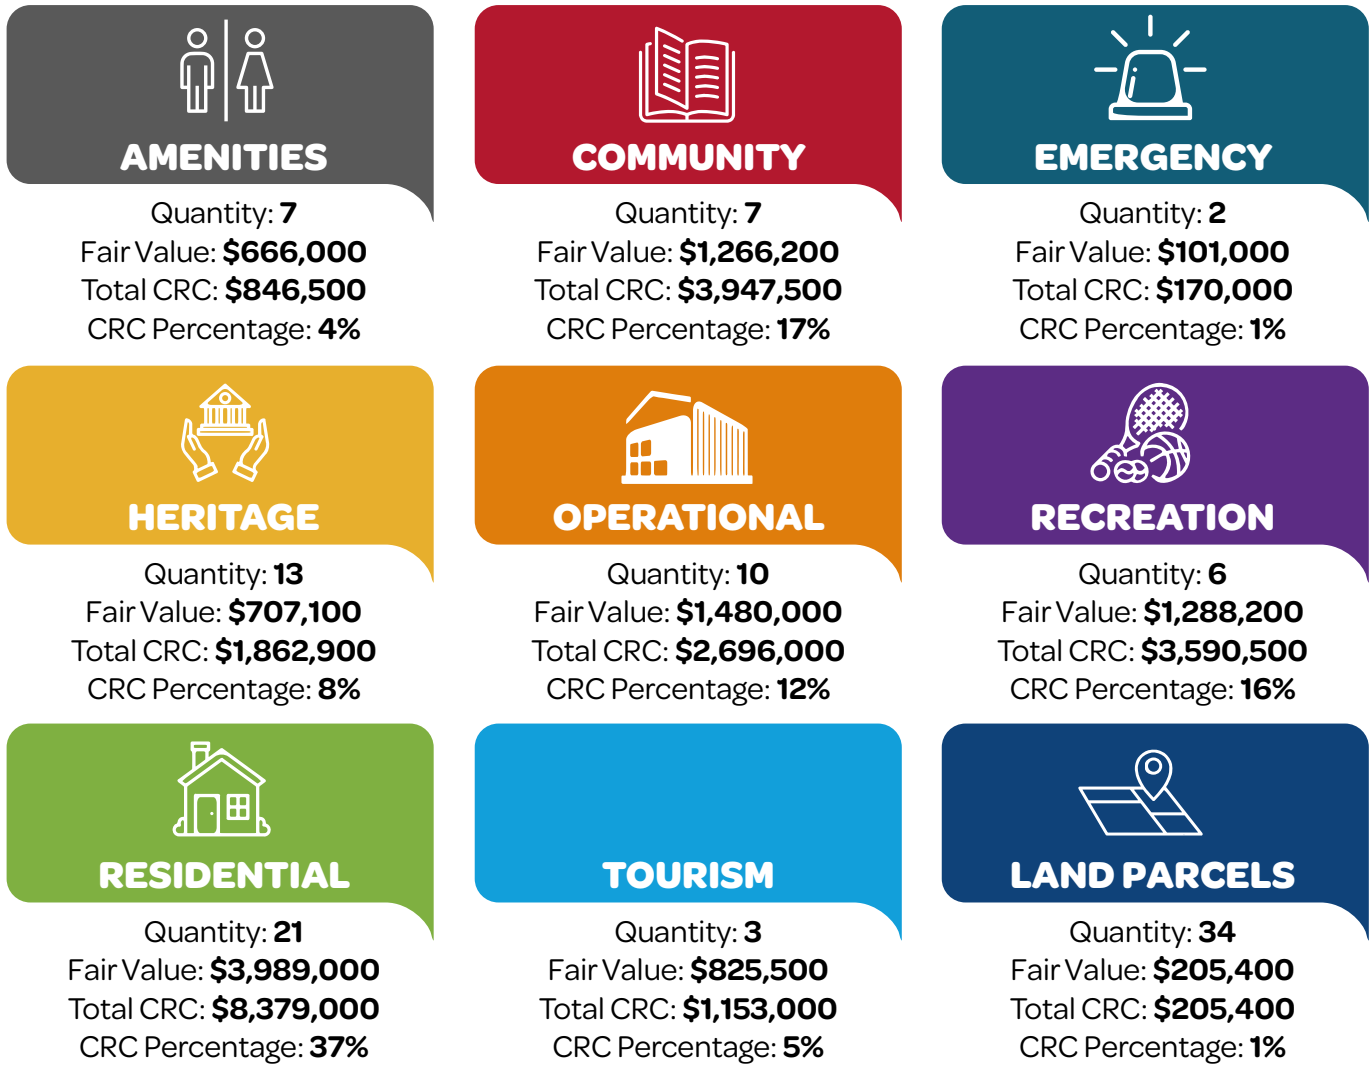 AMENITIES
Quantity: 7
Fair Value: $666,000
Total CRC: $846,500
CRC Percentage: 4%
COMMUNITY
Quantity: 7
Fair Value: $1,266,200
Total CRC: $3,947,500
CRC Percentage: 17%
EMERGENCY
Quantity: 2
Fair Value: $101,000
Total CRC: $170,000
CRC Percentage: 1%
HERITAGE
Quantity: 13
Fair Value: $707,100
Total CRC: $1,862,900
CRC Percentage: 8%
OPERATIONAL
Quantity: 10
Fair Value: $1,480,000
Total CRC: $2,696,000
CRC Percentage: 12%
RECREATION
Quantity: 6
Fair Value: $1,288,200
Total CRC: $3,590,500
CRC Percentage: 16%
RESIDENTIAL
Quantity: 21
Fair Value: $3,989,000
Total CRC: $8,379,000
CRC Percentage: 37%
TOURISM
Quantity: 3
Fair Value: $825,500
Total CRC: $1,153,000
CRC Percentage: 5%
LAND PARCELS
Quantity: 34
Fair Value: $205,400
Total CRC: $205,400
CRC Percentage: 1%